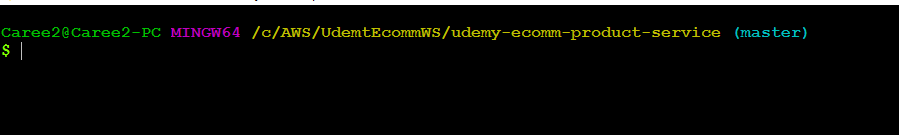 Caree2@Caree2-PC MINGW64 /c/AWS/UdemtEcommWS/udemy-ecomm-product-service (master)
$